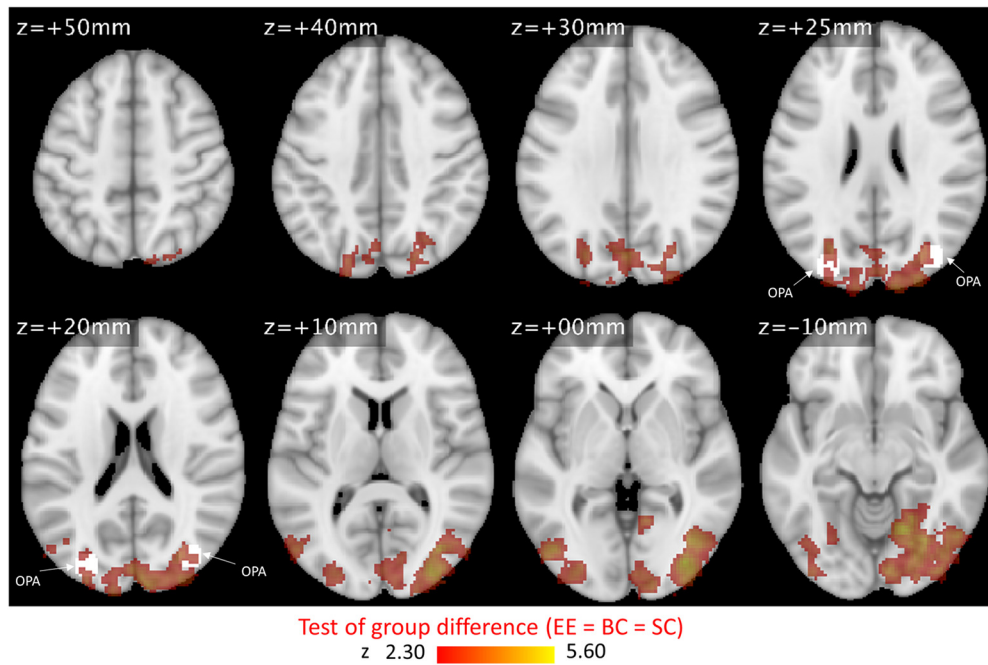 z=+50mm
z=+40mm
z=+30mm
z=+25mm
OPA
OPA
z=+20mm
z=+10mm
z=+00mm
z=−10mm
OPA
OPA
Test of group difference (EE = BC = SC)
z 2.30 5.60